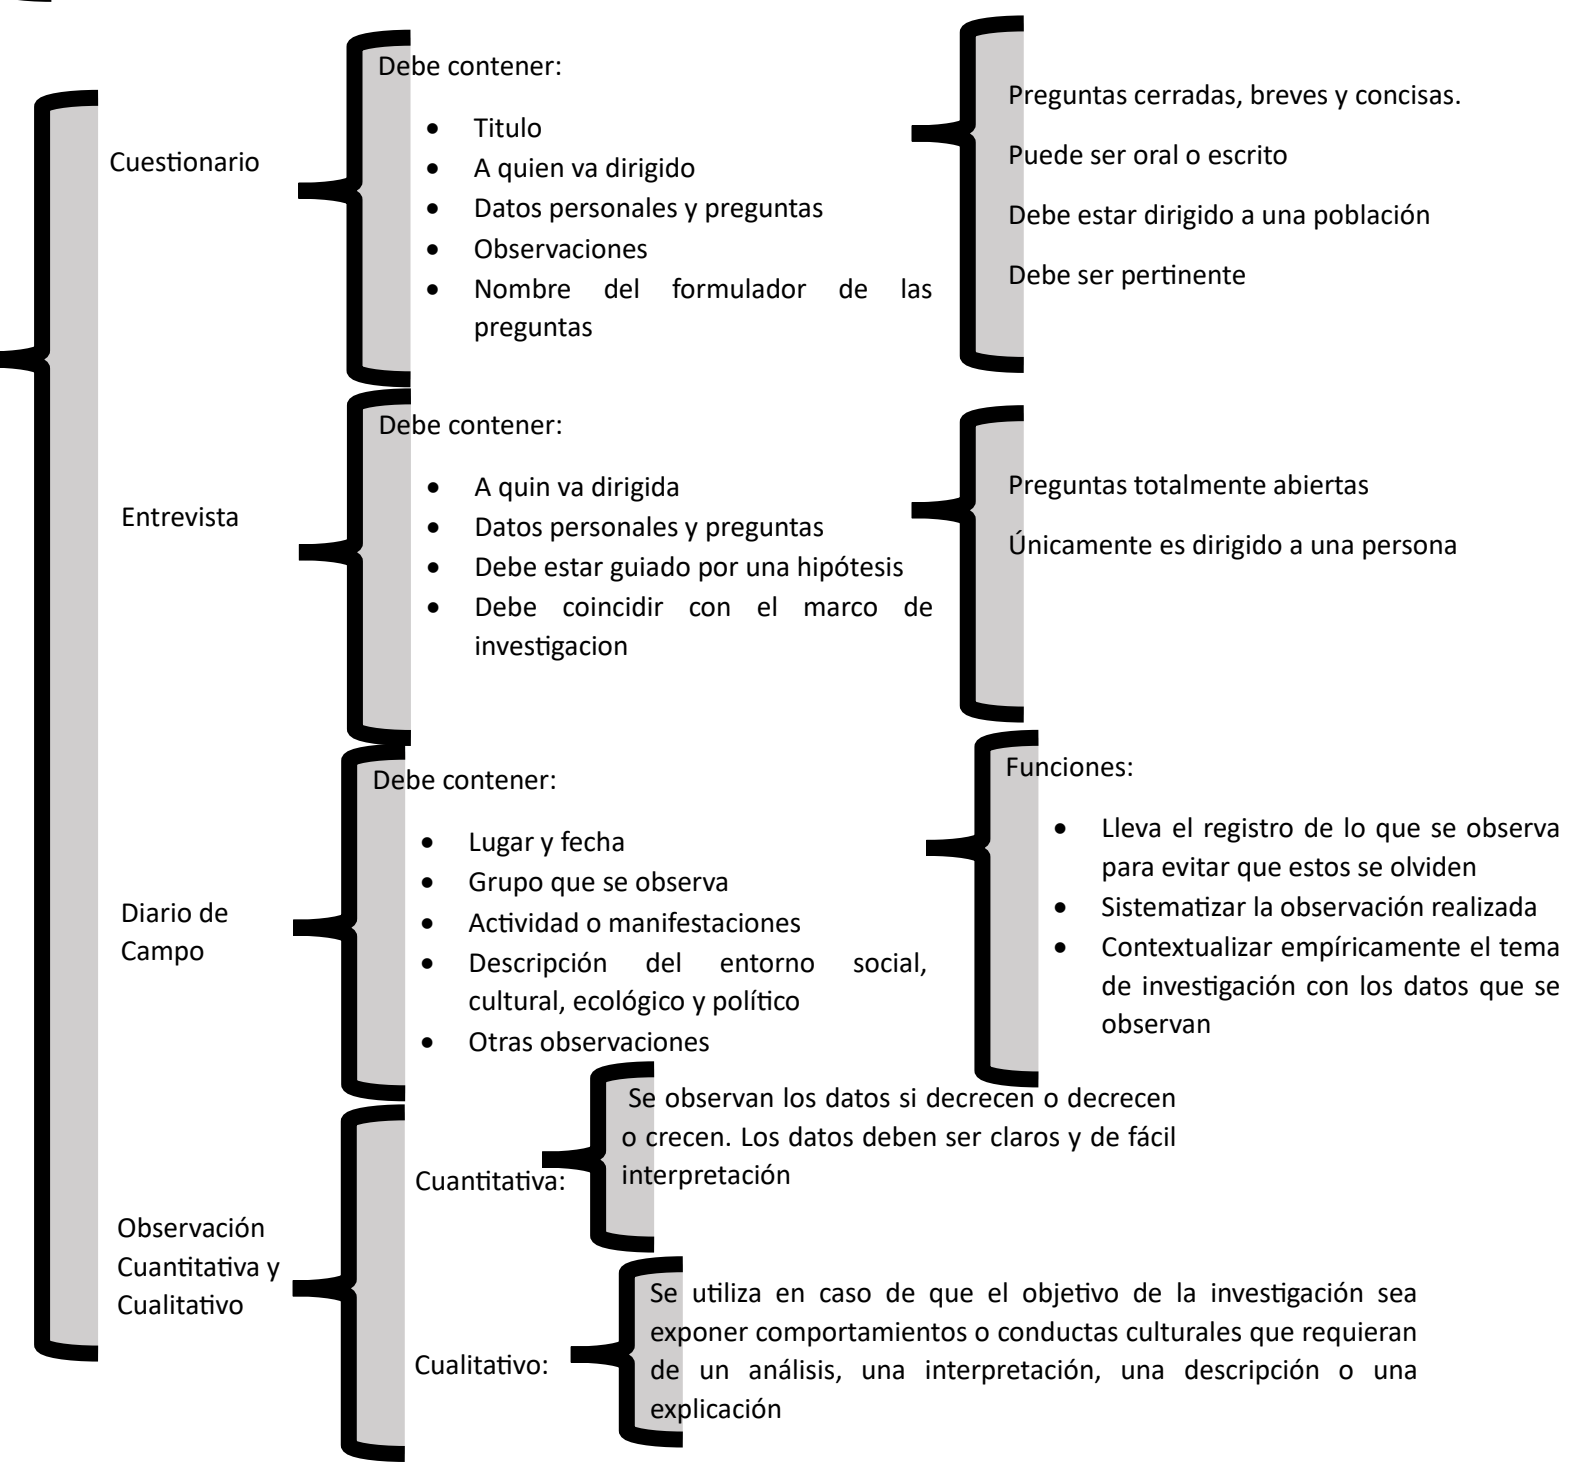 Cuestionario
Debe contener:
• Titulo
• A quien va dirigido
• Datos personales y preguntas
• Observaciones
• Nombre del formulador de las
preguntas
Preguntas cerradas, breves y concisas.
Puede ser oral o escrito
Debe estar dirigido a una población
Debe ser pertinente
Entrevista
Debe contener:
• A quin va dirigida
• Datos personales y preguntas
• Debe estar guiado por una hipótesis
• Debe coincidir con el marco de
investigacion
Preguntas totalmente abiertas
Únicamente es dirigido a una persona
Diario de
Campo
Debe contener:
• Lugar y fecha
• Grupo que se observa
• Actividad o manifestaciones
• Descripción del entorno social,
cultural, ecológico y político
• Otras observaciones
Funciones:
• Lleva el registro de lo que se observa
para evitar que estos se olviden
• Sistematizar la observación realizada
• Contextualizar empíricamente el tema
de investigación con los datos que se
observan
Observación
Cuantitativa y
Cualitativo
Cuantitativa:
Se observan los datos si decrecen o decrecen
o crecen. Los datos deben ser claros y de fácil
interpretación
Cualitativo:
Se utiliza en caso de que el objetivo de la investigación sea
exponer comportamientos o conductas culturales que requieran
de un análisis, una interpretación, una descripción o una
explicación